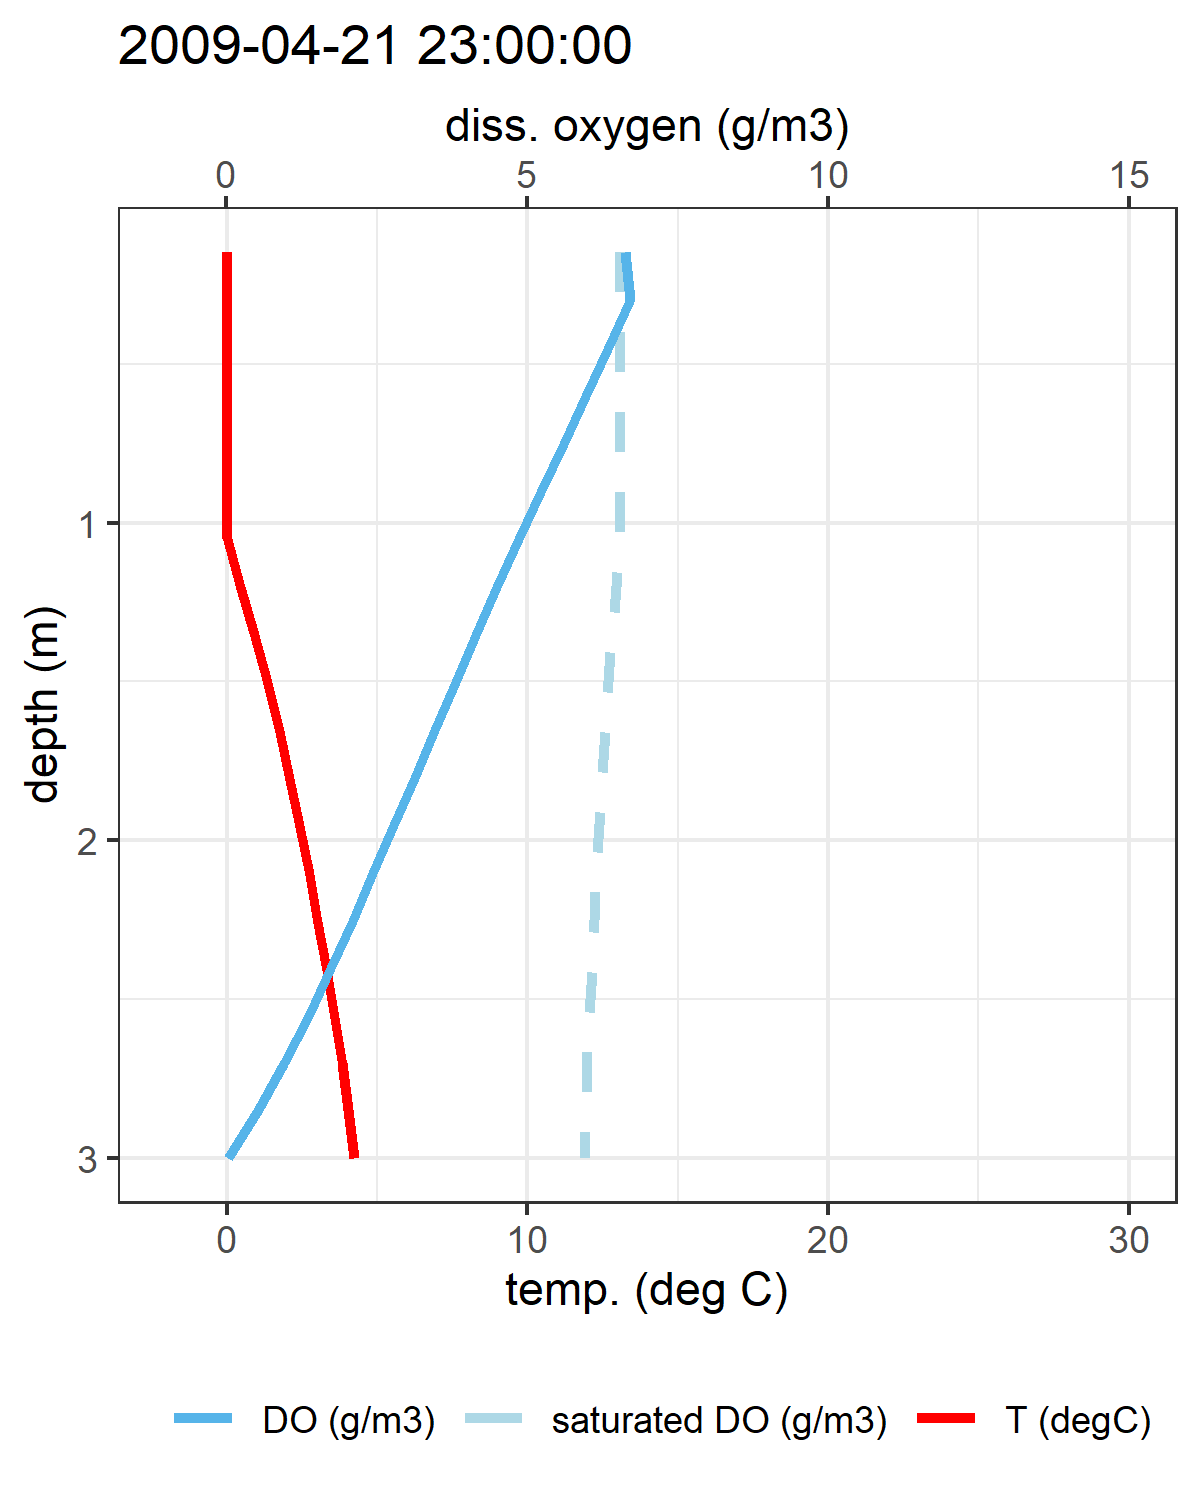 2009-04-21 23:00:00
diss. oxygen (g/m3)
0 5 10 15
1
2
3
depth (m)
0 10 20 30
temp. (deg C)
DO (g/m3) saturated DO (g/m3) T (degC)